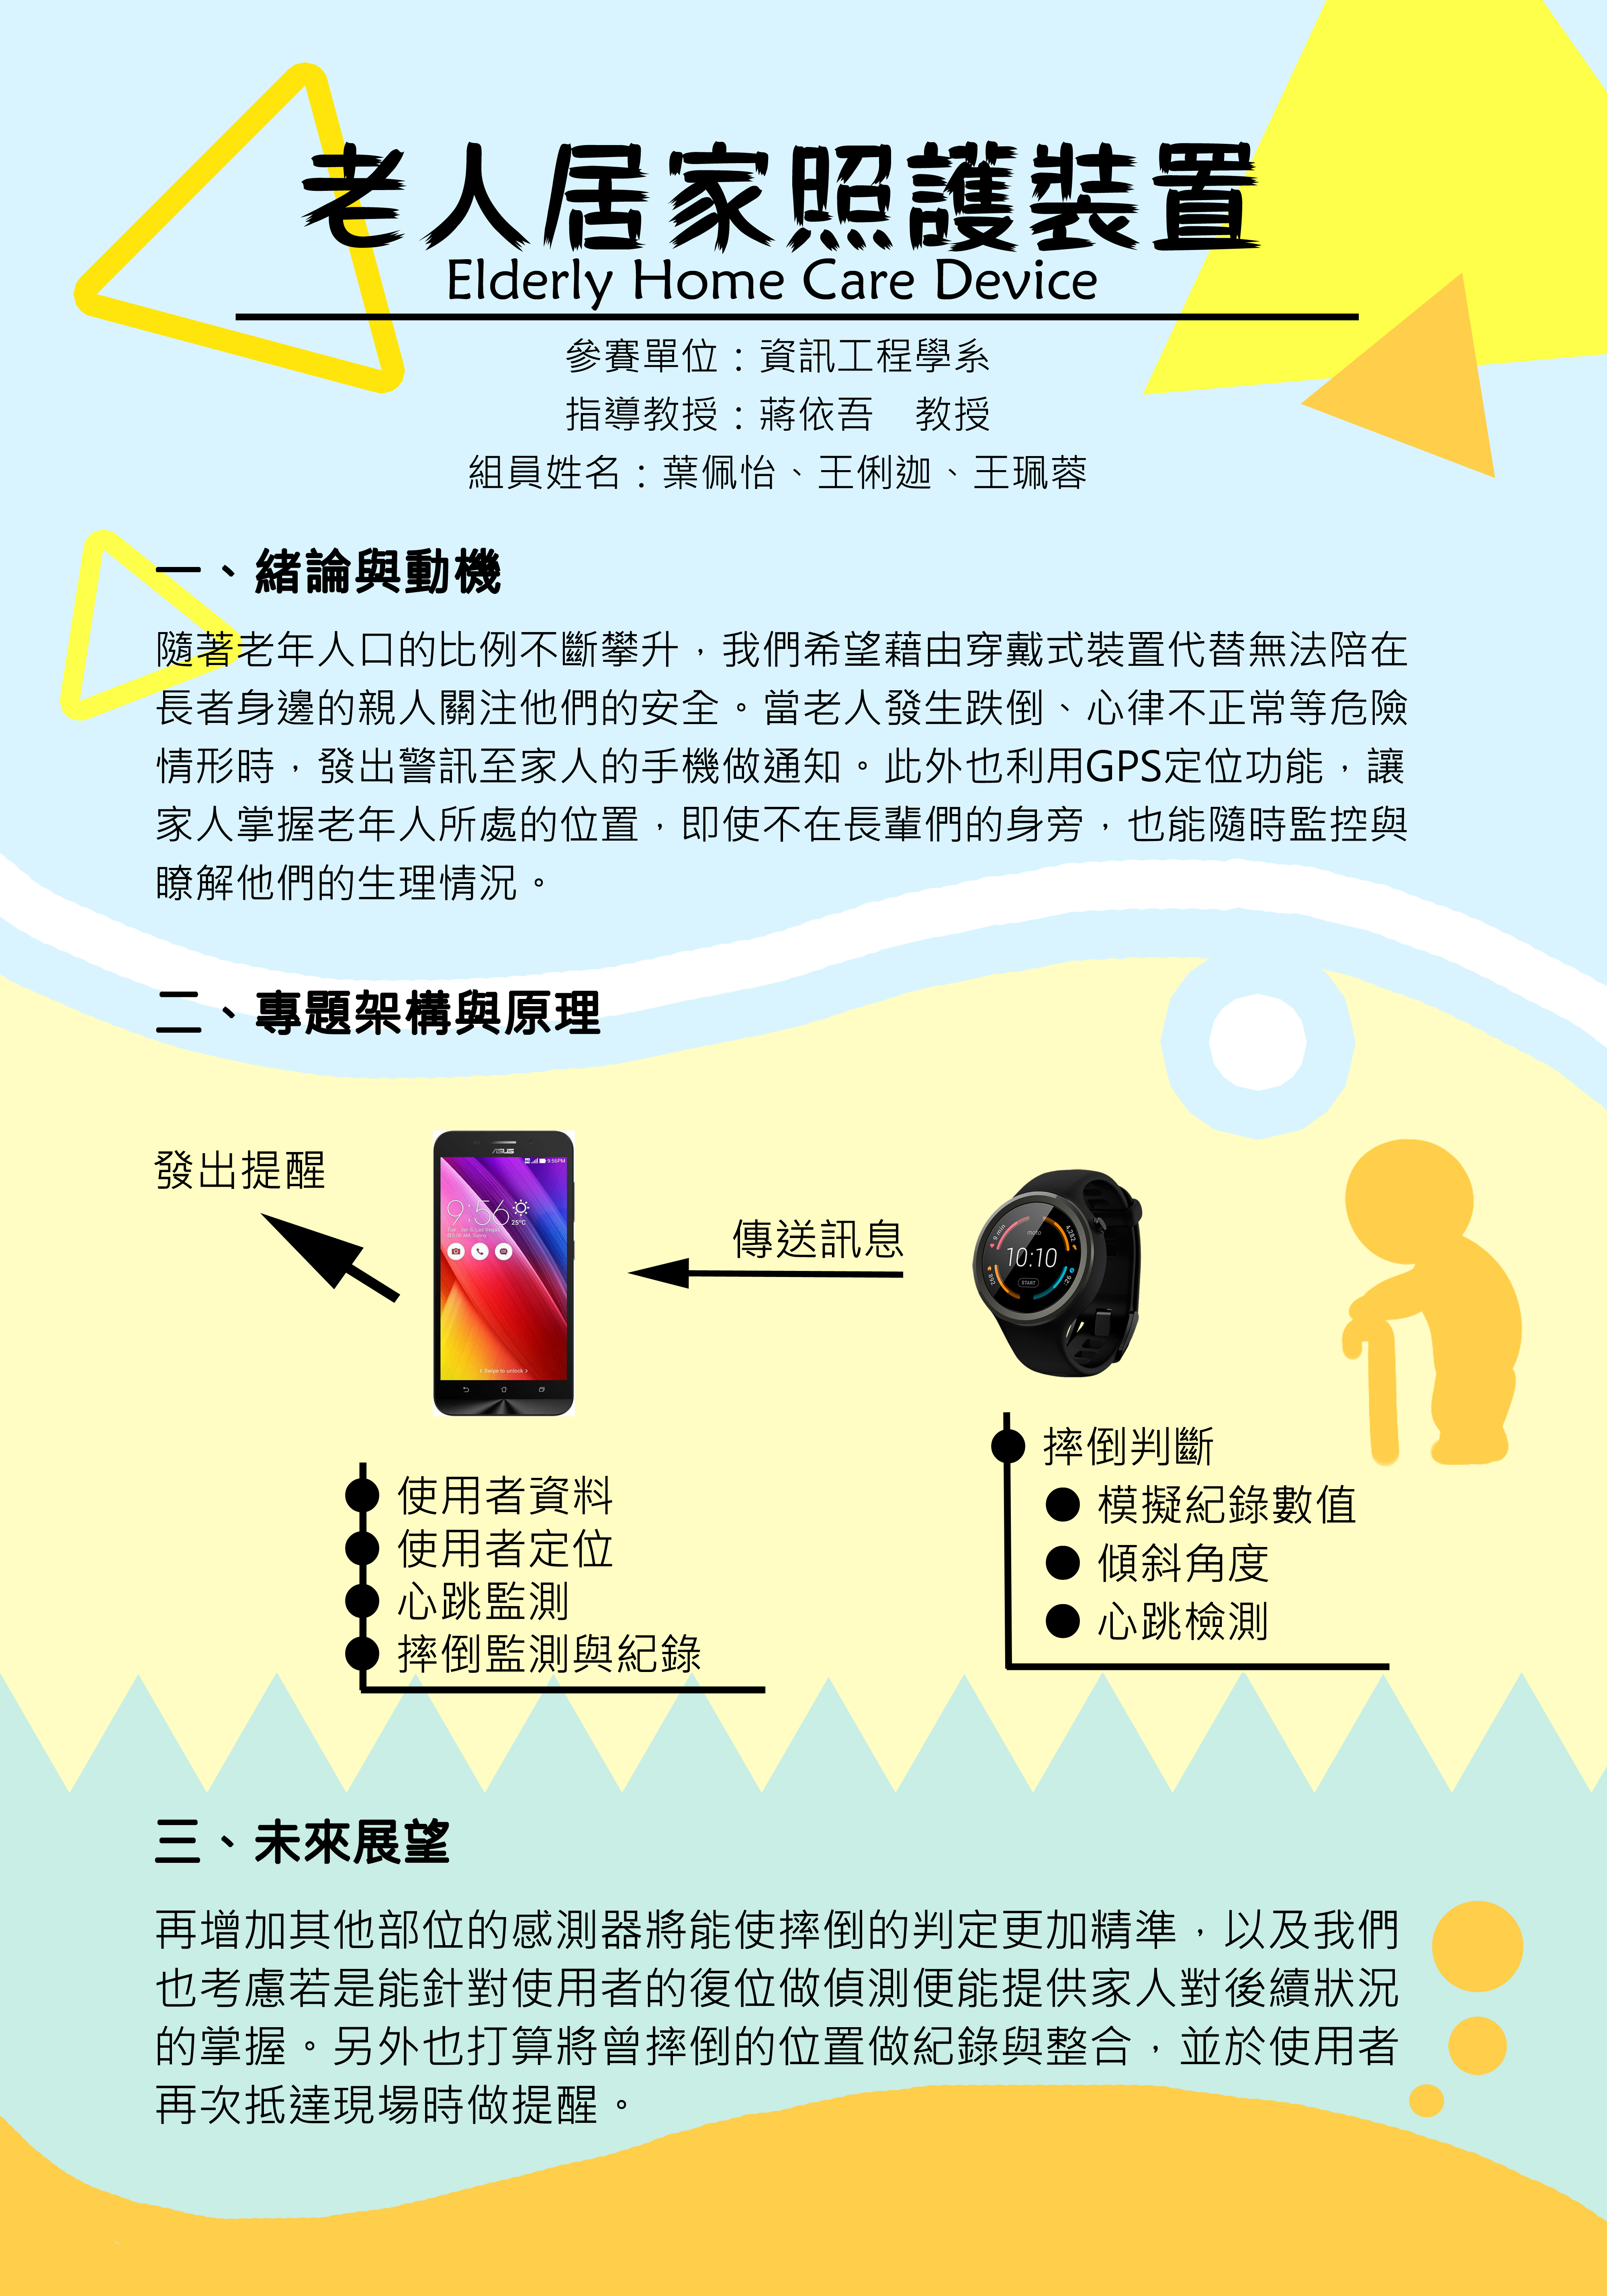 老人居家照護裝置
Elderly Home Care Device
參賽單位：資訊工程學系
指導教授：蔣依吾　教授
組員姓名：葉佩怡、王俐迦、王珮蓉
一、緒論與動機
隨著老年人口的比例不斷攀升，我們希望藉由穿戴式裝置代替無法陪在
長者身邊的親人關注他們的安全。當老人發生跌倒、心律不正常等危險
情形時，發出警訊至家人的手機做通知。此外也利用GPS定位功能，讓
家人掌握老年人所處的位置，即使不在長輩們的身旁，也能隨時監控與
瞭解他們的生理情況。
二、專題架構與原理
發出提醒
ASUS
9:56PM
9:56
25°C
Swipe to unlock
傳送訊息
9 min
moto
4,282
10:10
START
892
:26
使用者資料
使用者定位
心跳監測
摔倒監測與紀錄
摔倒判斷
模擬紀錄數值
傾斜角度
心跳檢測
三、未來展望
再增加其他部位的感測器將能使摔倒的判定更加精準，以及我們
也考慮若是能針對使用者的復位做偵測便能提供家人對後續狀況
的掌握。另外也打算將曾摔倒的位置做紀錄與整合，並於使用者
再次抵達現場時做提醒。